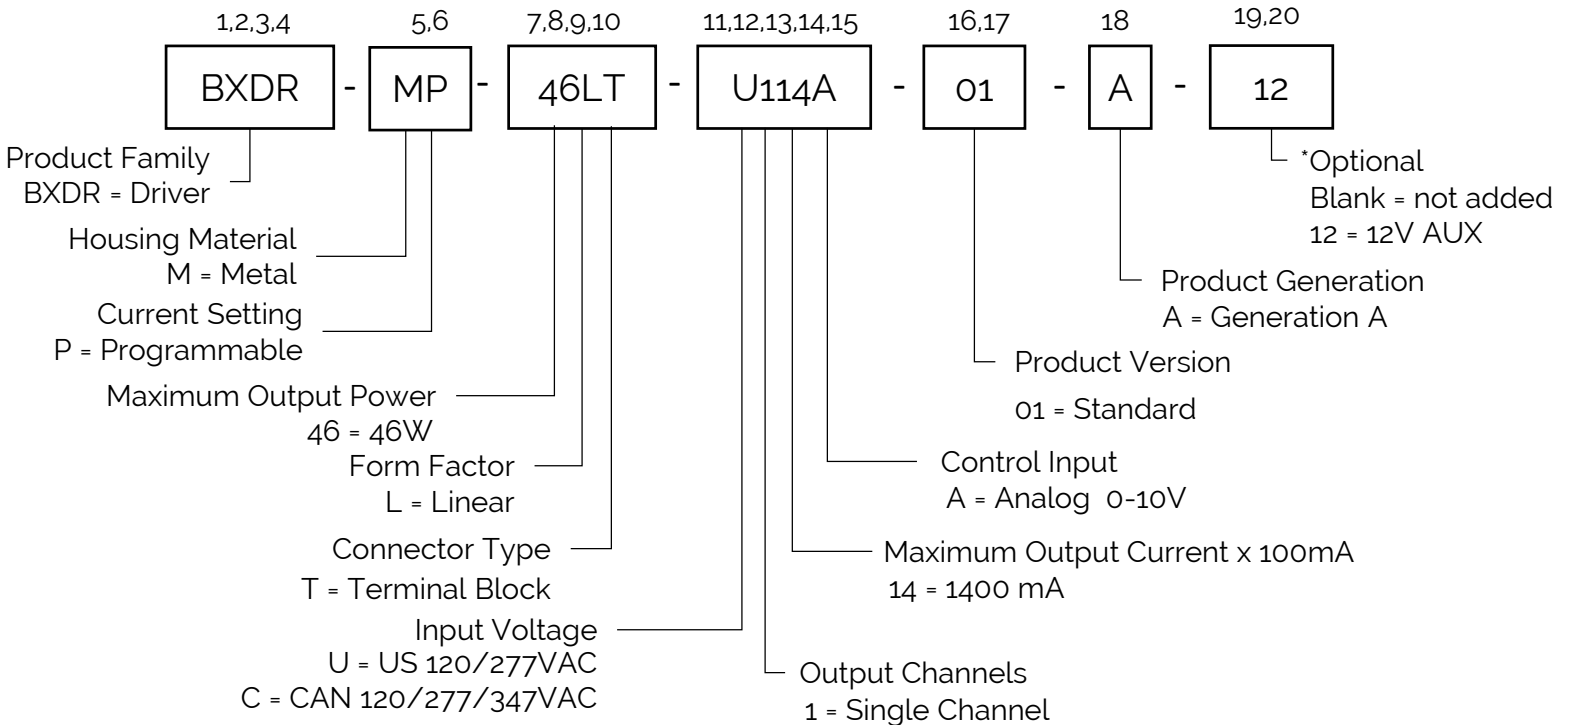 1,2,3,4 5,6 7,8,9,10 11,12,13,14,15 16,17 18 19,20
BXDR - MP - 46LT - U114A - 01 - A - 12
Product Family
BXDR = Driver
Housing Material
M = Metal
Current Setting
P = Programmable
Maximum Output Power
46 = 46W
Form Factor
L = Linear
Connector Type
T = Terminal Block
Input Voltage
U = US 120/277VAC
C = CAN 120/277/347VAC
Output Channels
1 = Single Channel
Maximum Output Current x 100mA
14 = 1400 mA
Control Input
A = Analog 0-10V
Product Version
01 = Standard
Product Generation
A = Generation A
*Optional
Blank = not added
12 = 12V AUX